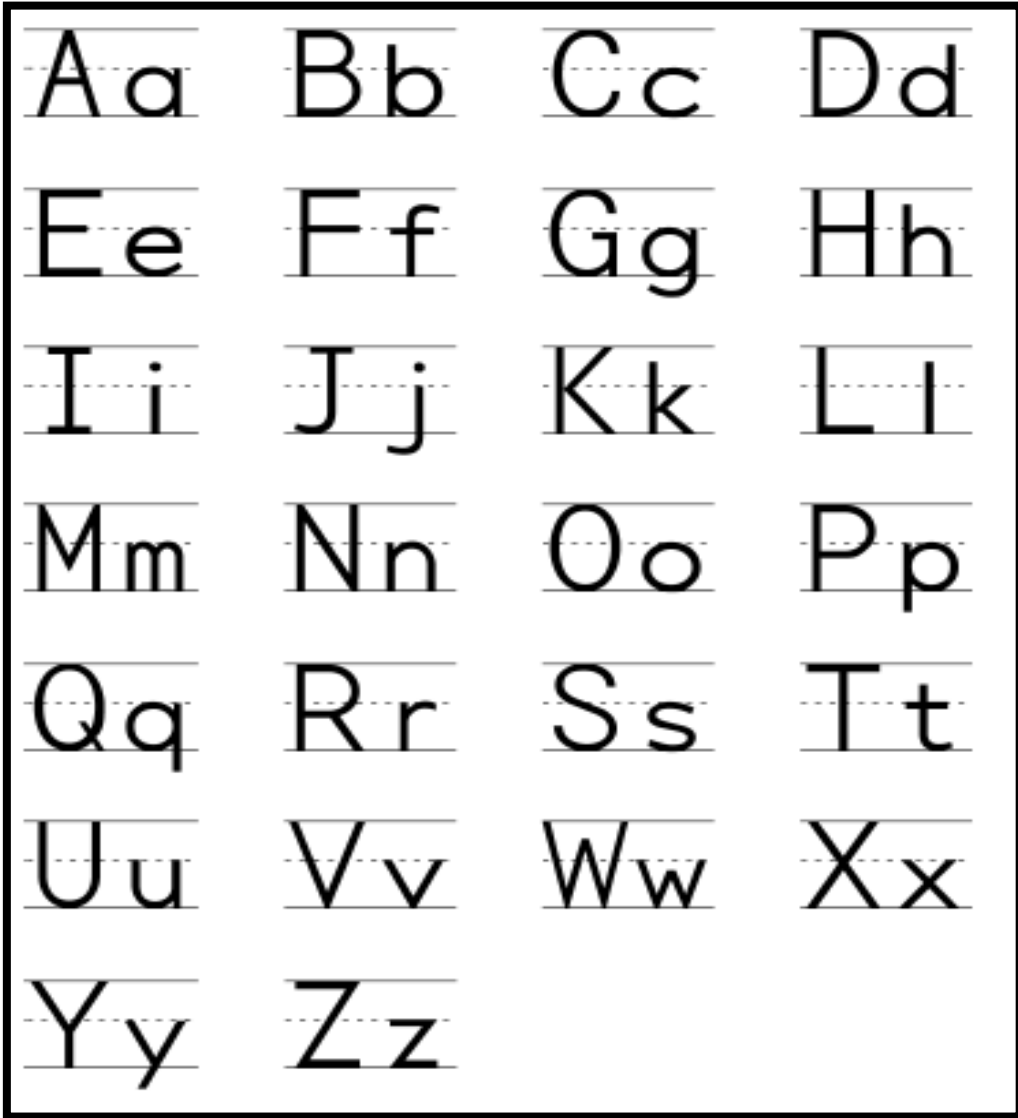 Aa Bb Cc Dd
Ee Ff Gg Hh
Ii Jj Kk Ll
Mm Nn Oo Pp
Qq Rr Ss Tt
Uu Vv Ww Xx
Yy Zz